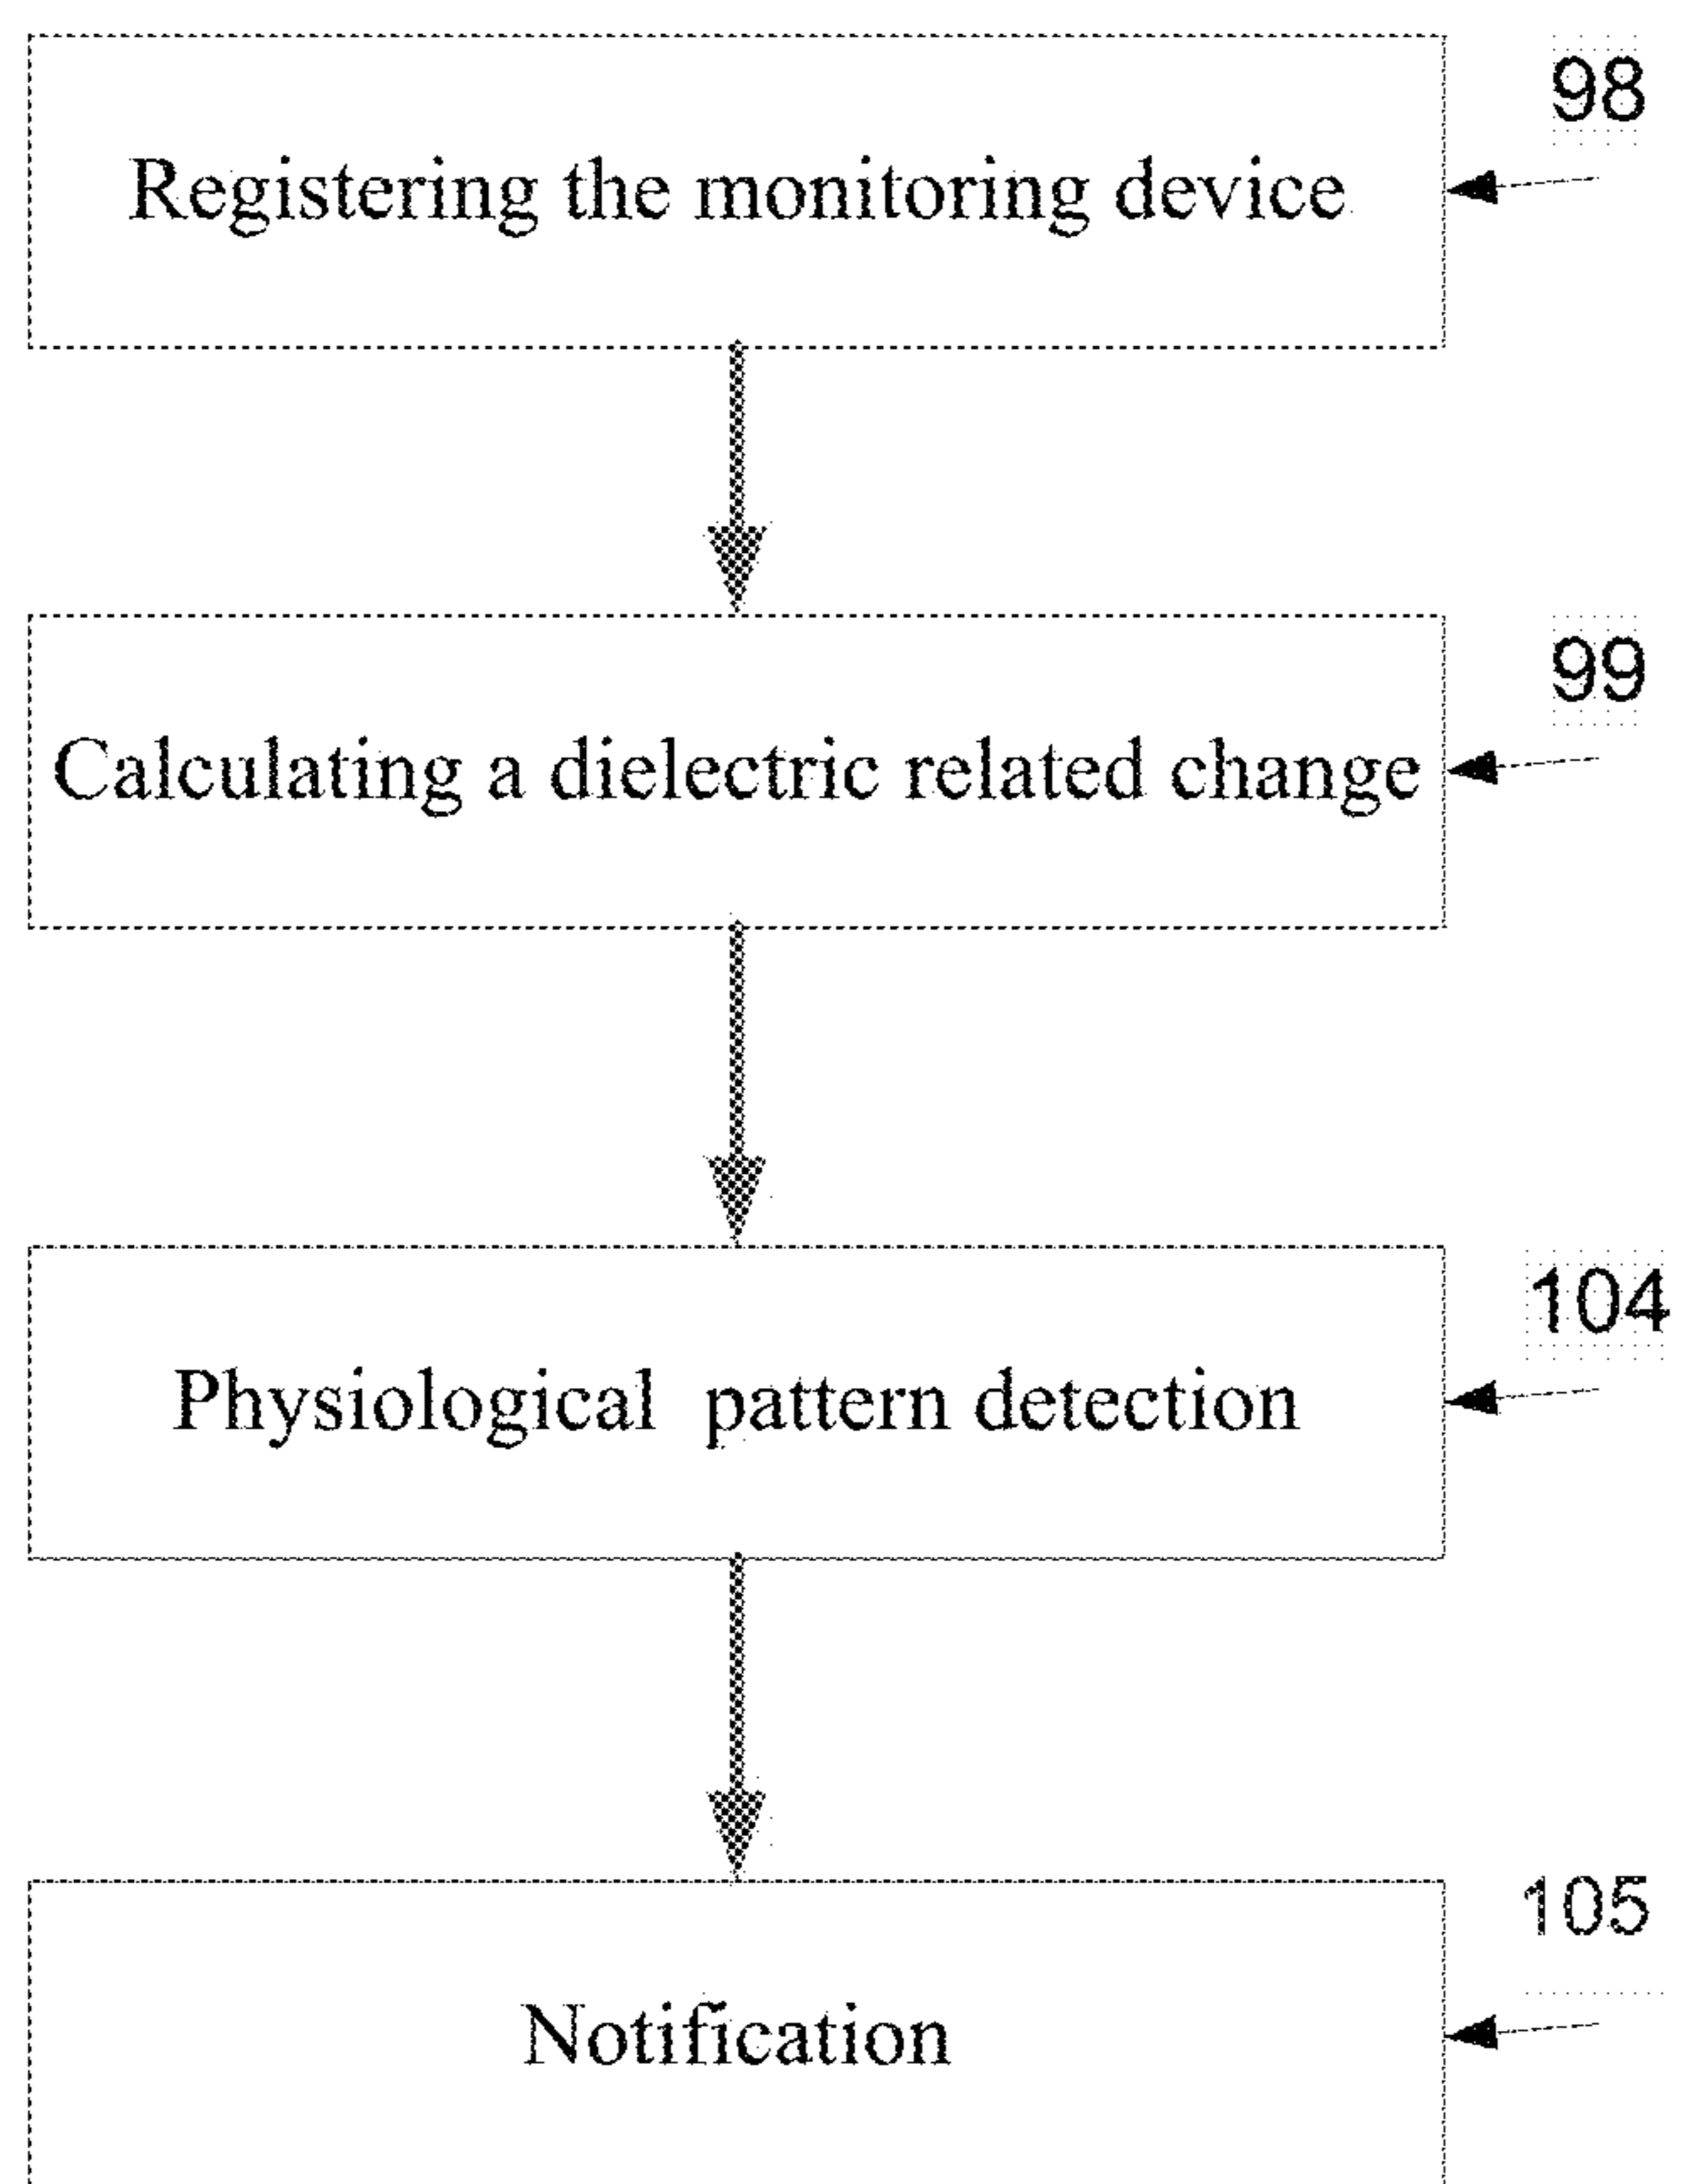 98
Registering the monitoring device
99
Calculating a dielectric related change
104
Physiological pattern detection
105
Notification